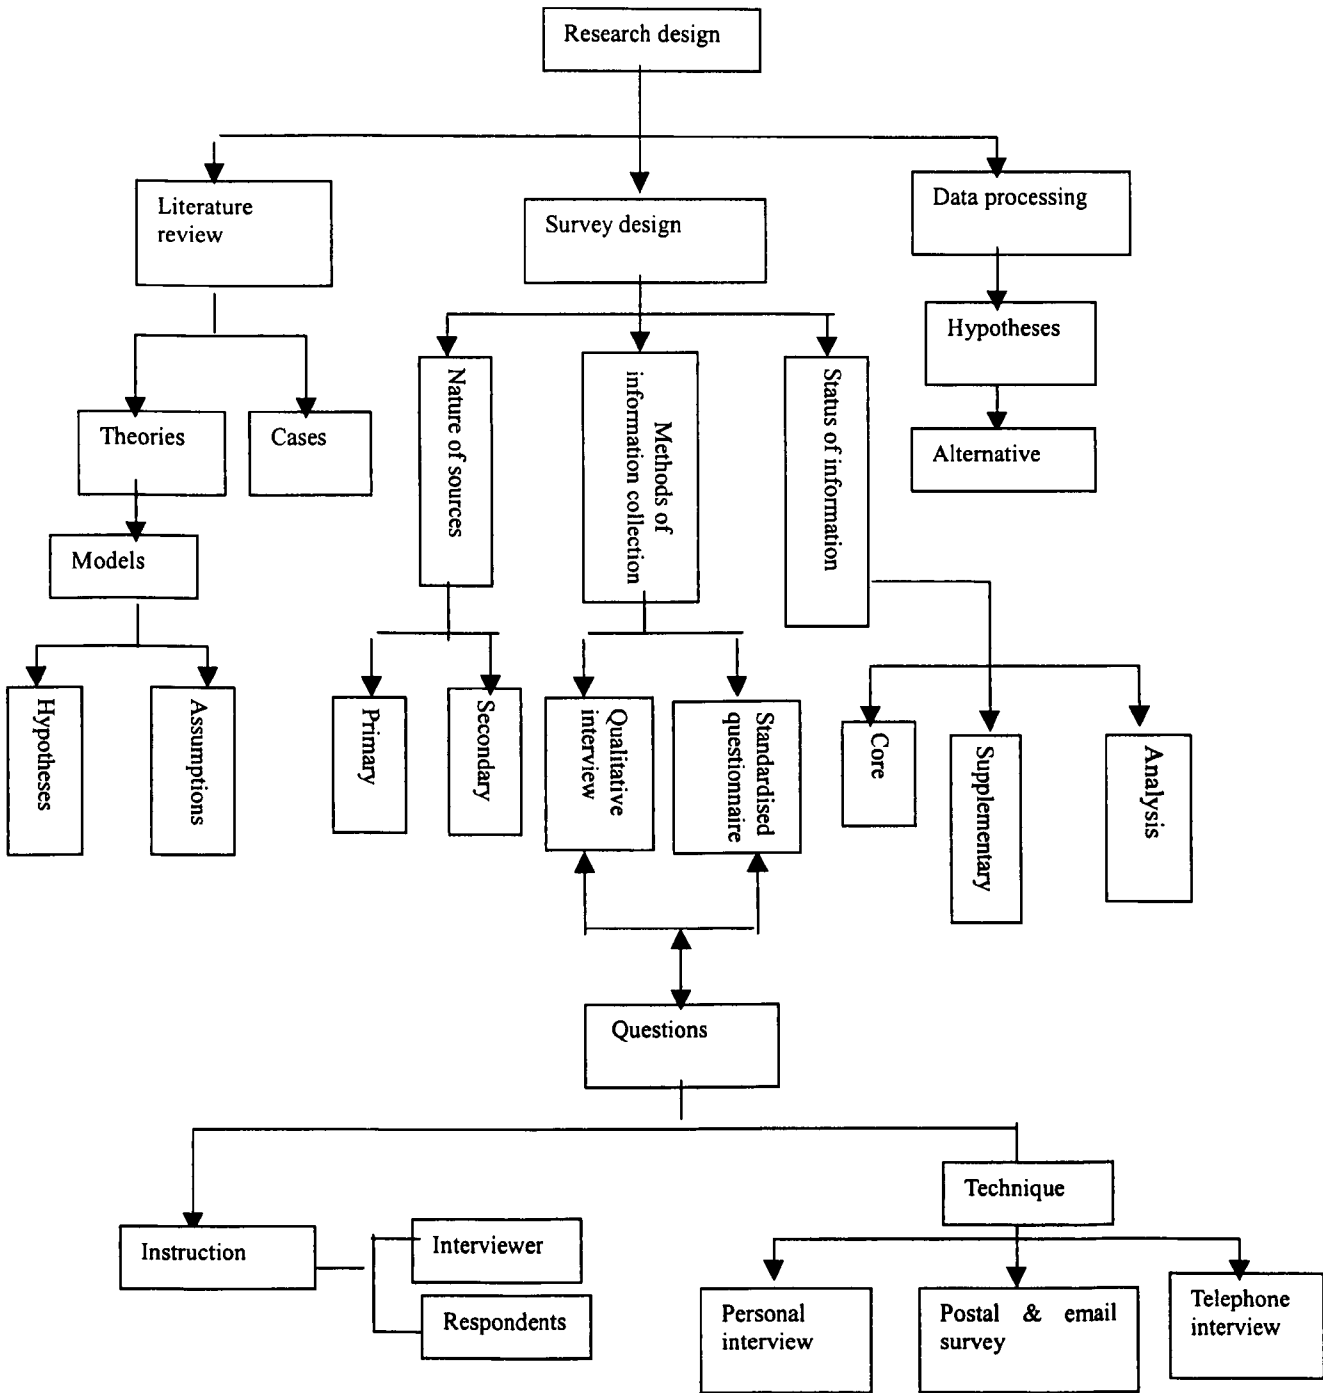 Research design
Literature
review
Survey design
Data processing
Hypotheses
Alternative
Theories
Cases
Models
Hypotheses
Assumptions
Nature of sources
Methods of
information collection
Status of information
Primary
Secondary
Qualitative
interview
Standardised
questionnaire
Core
Supplementary
Analysis
Questions
Technique
Instruction
Interviewer
Respondents
Personal
interview
Postal & email
survey
Telephone
interview